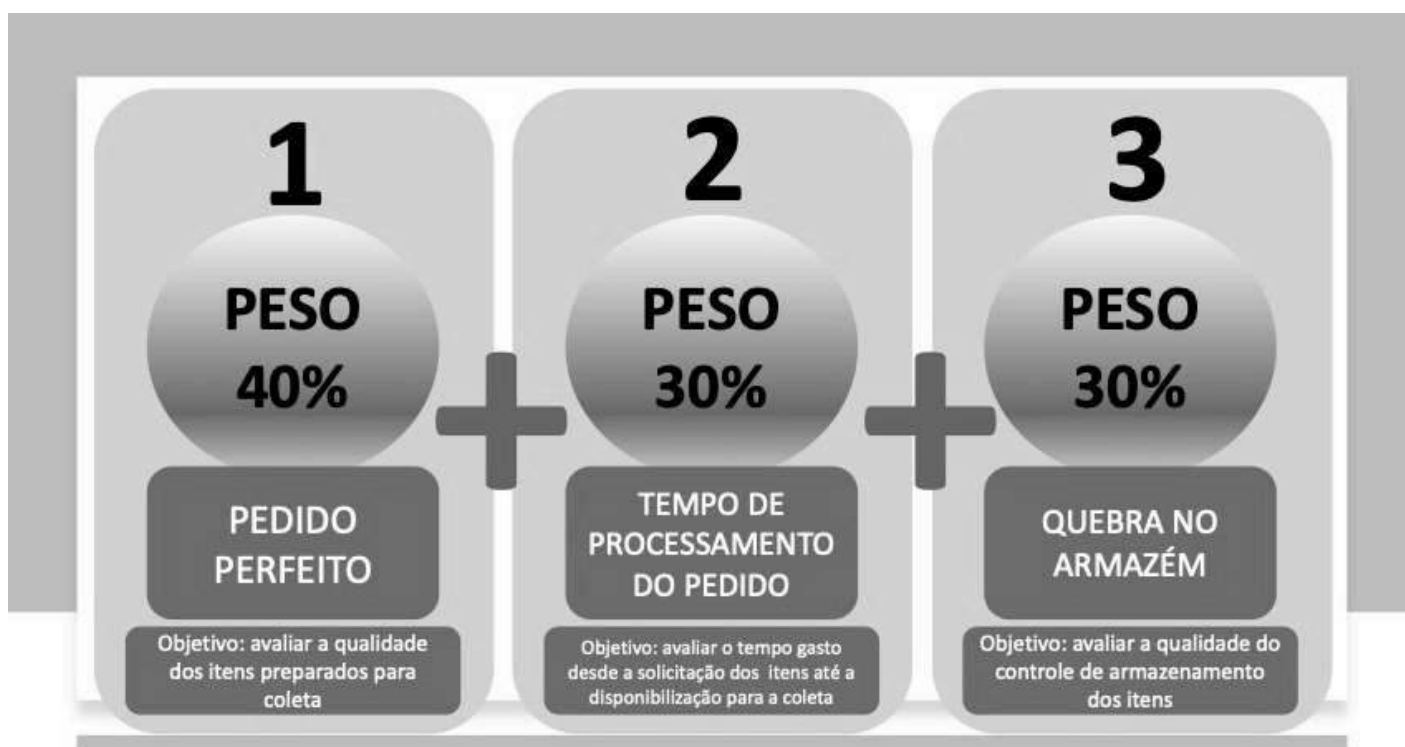 1
PESO
40%
PEDIDO
PERFEITO
Objetivo: avaliar a qualidade
dos itens preparados para
coleta
2
PESO
30%
TEMPO DE
PROCESSAMENTO
DO PEDIDO
Objetivo: avaliar o tempo gasto
desde a solicitação dos itens até a
disponibilização para a coleta
3
PESO
30%
QUEBRA NO
ARMAZÉM
Objetivo: avaliar a qualidade do
controle de armazenamento
dos itens